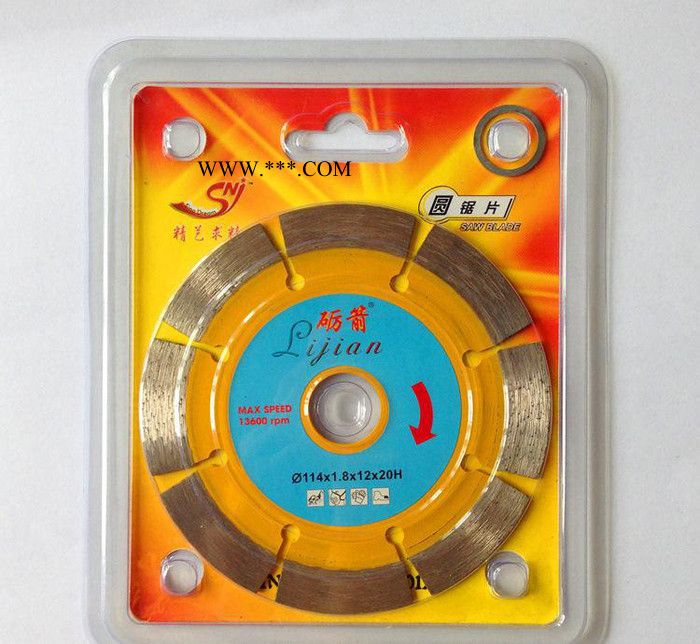 WWW.***.COM
SNJ™
精艺求精
圆锯片
SAW BLADE
砺箭®
Lijian
MAX SPEED
13600 rpm
Ø114x1.8x12x20H